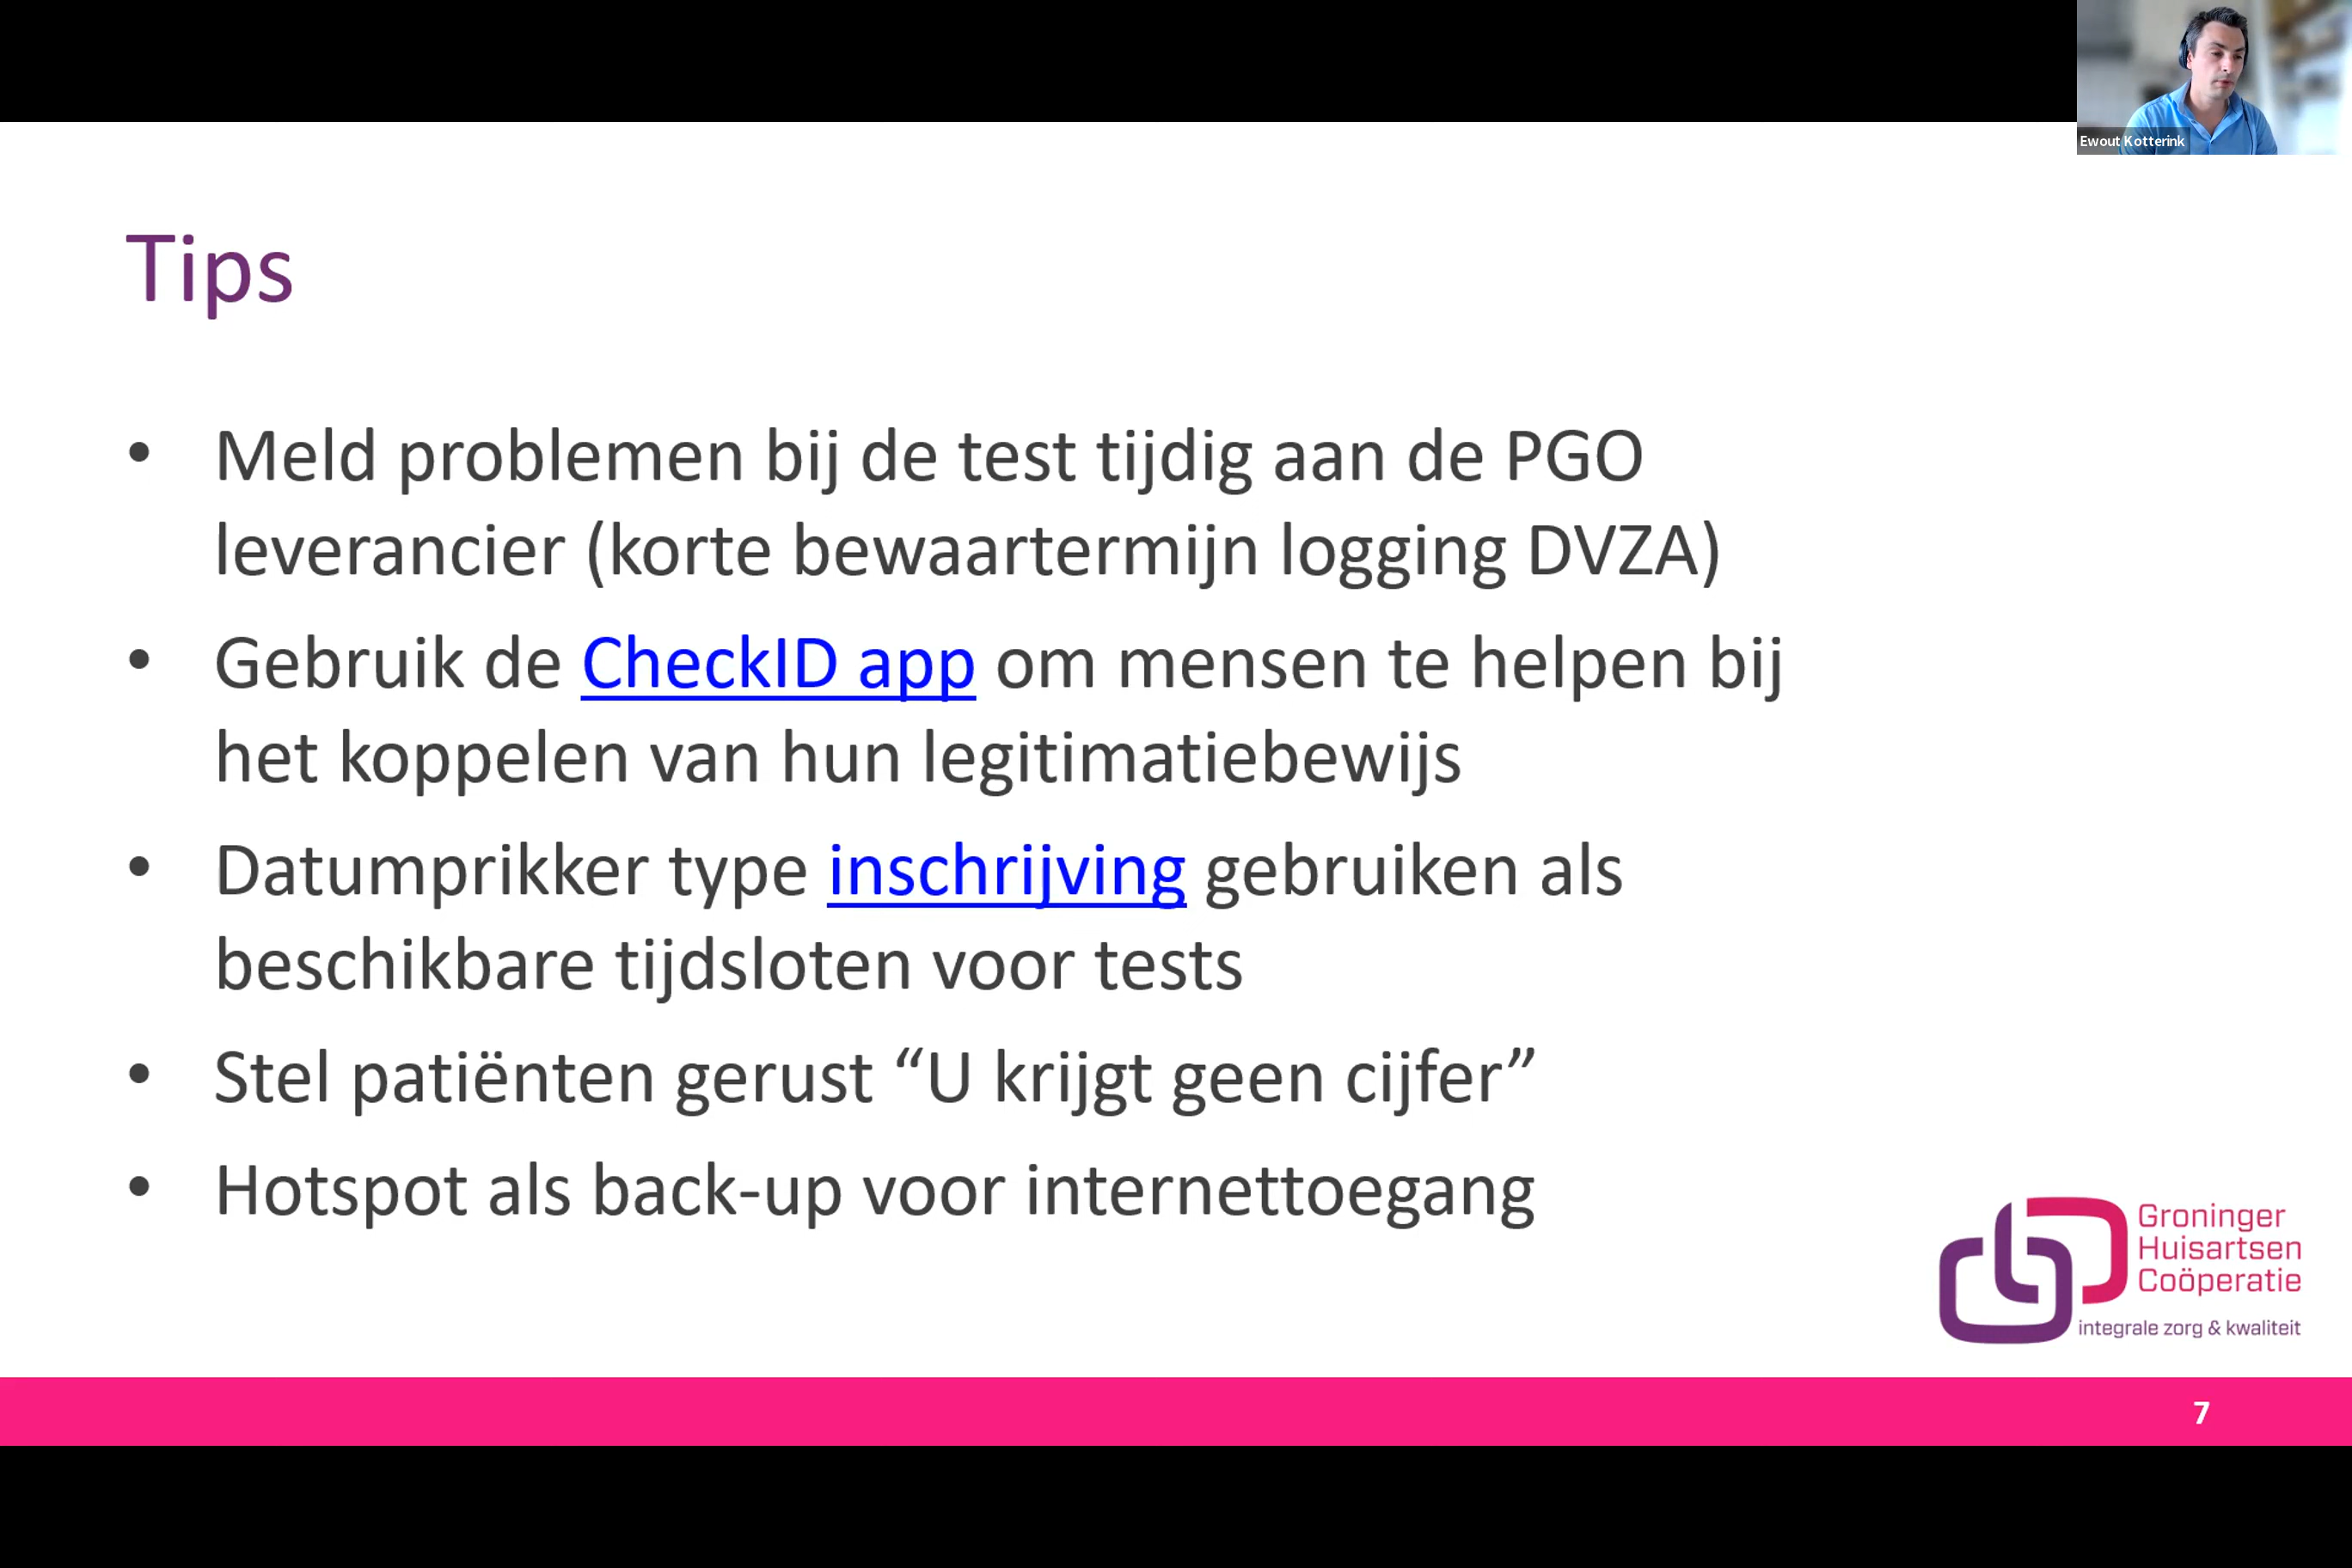 Ewout Kotterink
Tips
• Meld problemen bij de test tijdig aan de PGO
leverancier (korte bewaartermijn logging DVZA)
• Gebruik de CheckID app om mensen te helpen bij
het koppelen van hun legitimatiebewijs
• Datumprikker type inschrijving gebruiken als
beschikbare tijdsloten voor tests
• Stel patiënten gerust “U krijgt geen cijfer”
• Hotspot als back-up voor internettoegang
Groninger
Huisartsen
Coöperatie
integrale zorg & kwaliteit
7